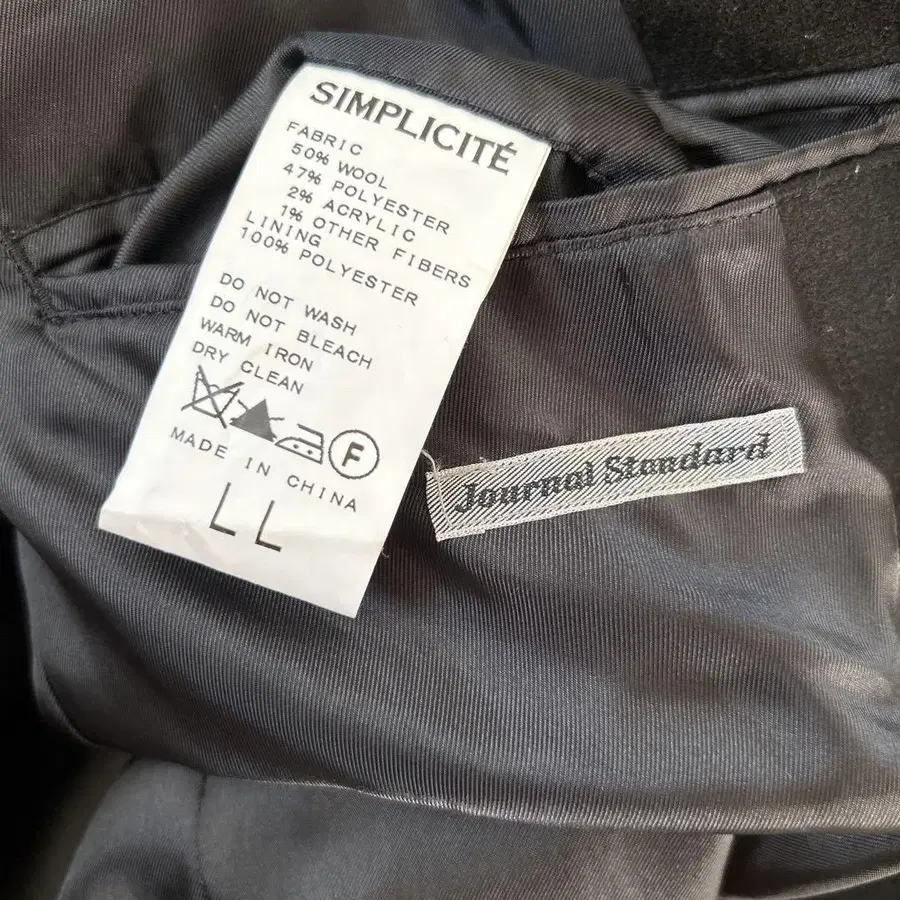 SIMPLICITÉ
FABRIC
50% WOOL
47% POLYESTER
2% ACRYLIC
1% OTHER FIBERS
LINING
100% POLYESTER
DO NOT WASH
DO NOT BLEACH
WARM IRON
DRY CLEAN
F
MADE IN CHINA
LL
Journal Standard